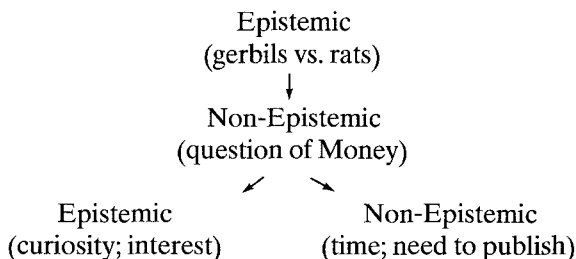 Epistemic
(gerbils vs. rats)
Non-Epistemic
(question of Money)
Epistemic Non-Epistemic
(curiosity; interest) (time; need to publish)